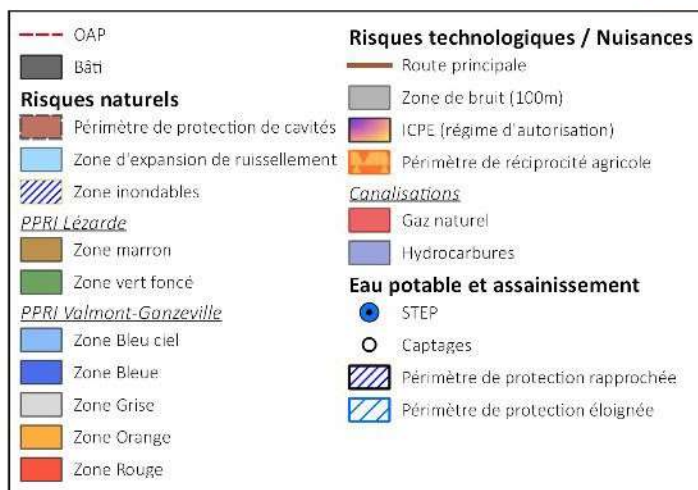 OAP
Bâti
Risques naturels
Périmètre de protection de cavités
Zone d'expansion de ruissellement
Zone inondables
PPRI Lézarde
Zone marron
Zone vert foncé
PPRI Valmont-Ganzeville
Zone Bleu ciel
Zone Bleue
Zone Grise
Zone Orange
Zone Rouge
Risques technologiques / Nuisances
Route principale
Zone de bruit (100m)
ICPE (régime d'autorisation)
Périmètre de réciprocité agricole
Canalisations
Gaz naturel
Hydrocarbures
Eau potable et assainissement
STEP
Captages
Périmètre de protection rapprochée
Périmètre de protection éloignée